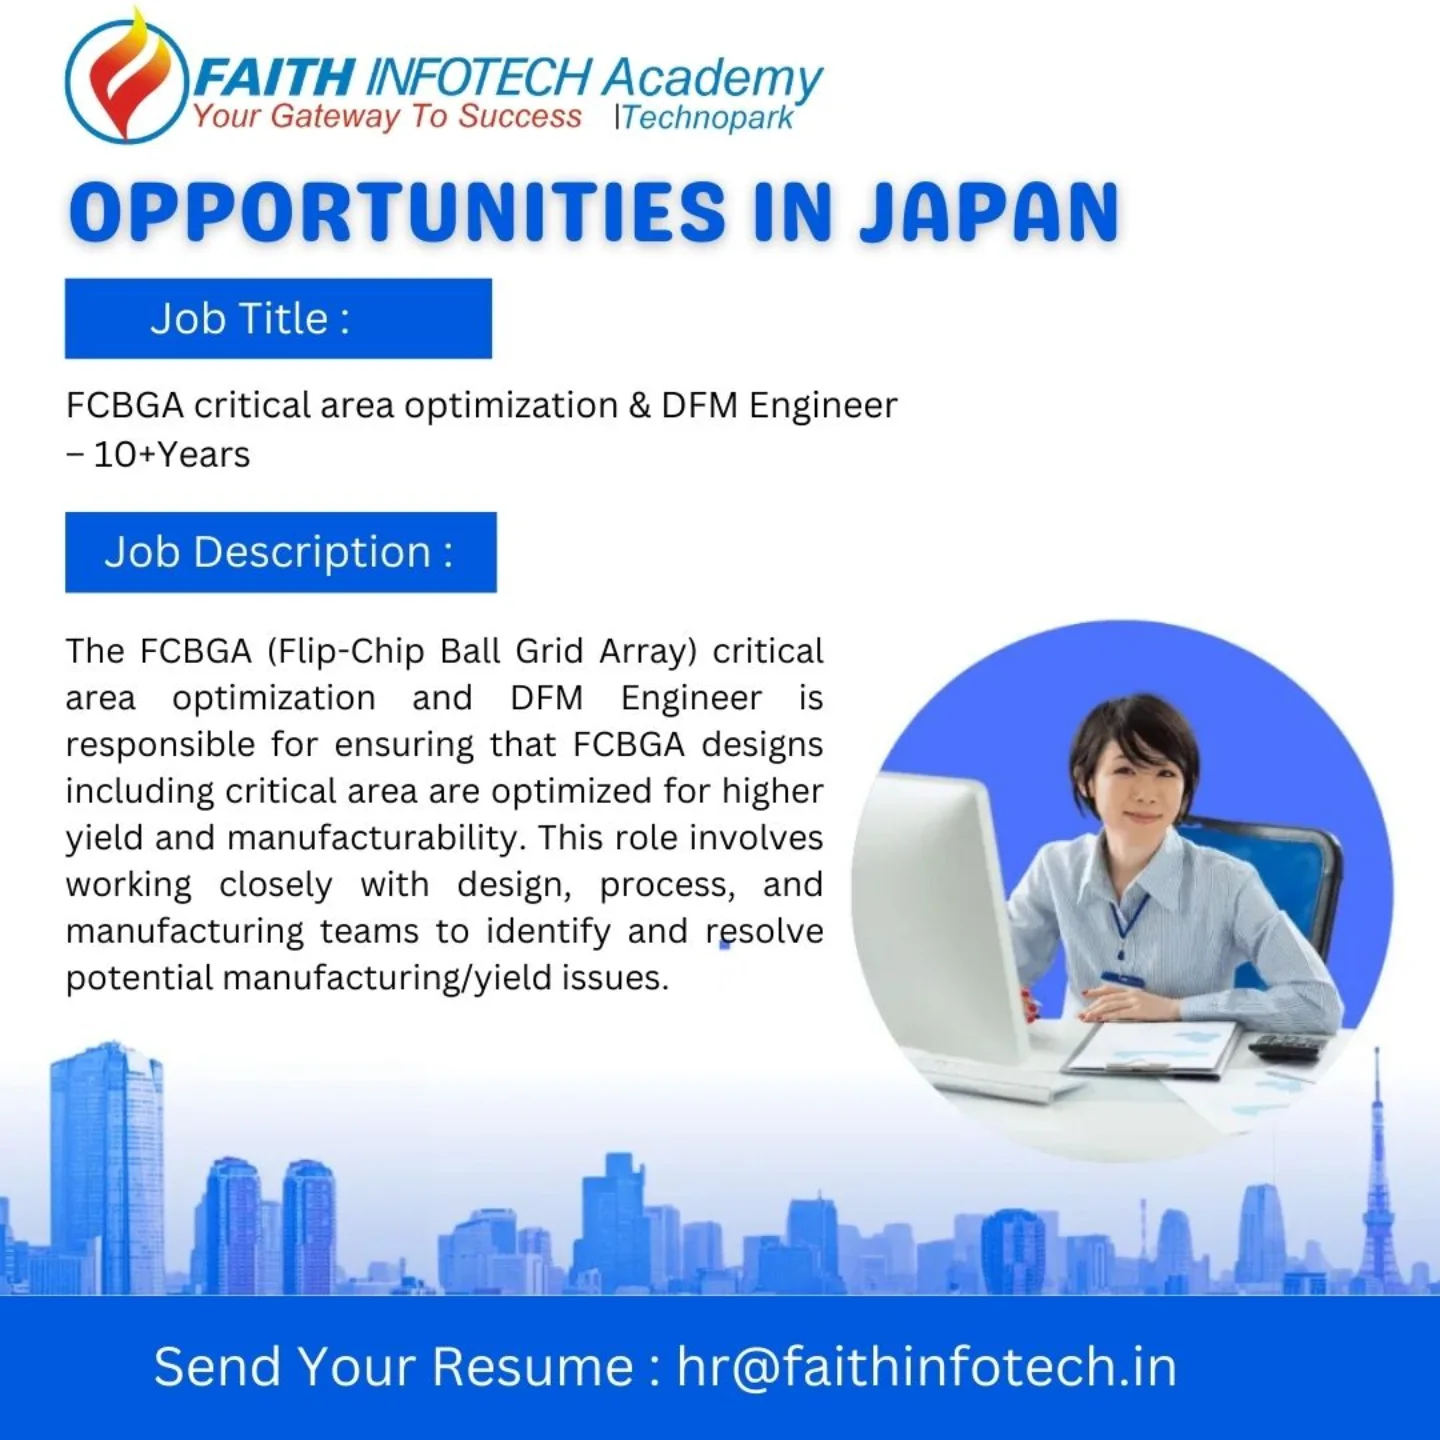 FAITH INFOTECH Academy
Your Gateway To Success |Technopark
OPPORTUNITIES IN JAPAN
Job Title :
FCBGA critical area optimization & DFM Engineer
– 10+Years
Job Description :
The FCBGA (Flip-Chip Ball Grid Array) critical
area optimization and DFM Engineer is
responsible for ensuring that FCBGA designs
including critical area are optimized for higher
yield and manufacturability. This role involves
working closely with design, process, and
manufacturing teams to identify and resolve
potential manufacturing/yield issues.
Send Your Resume : hr@faithinfotech.in